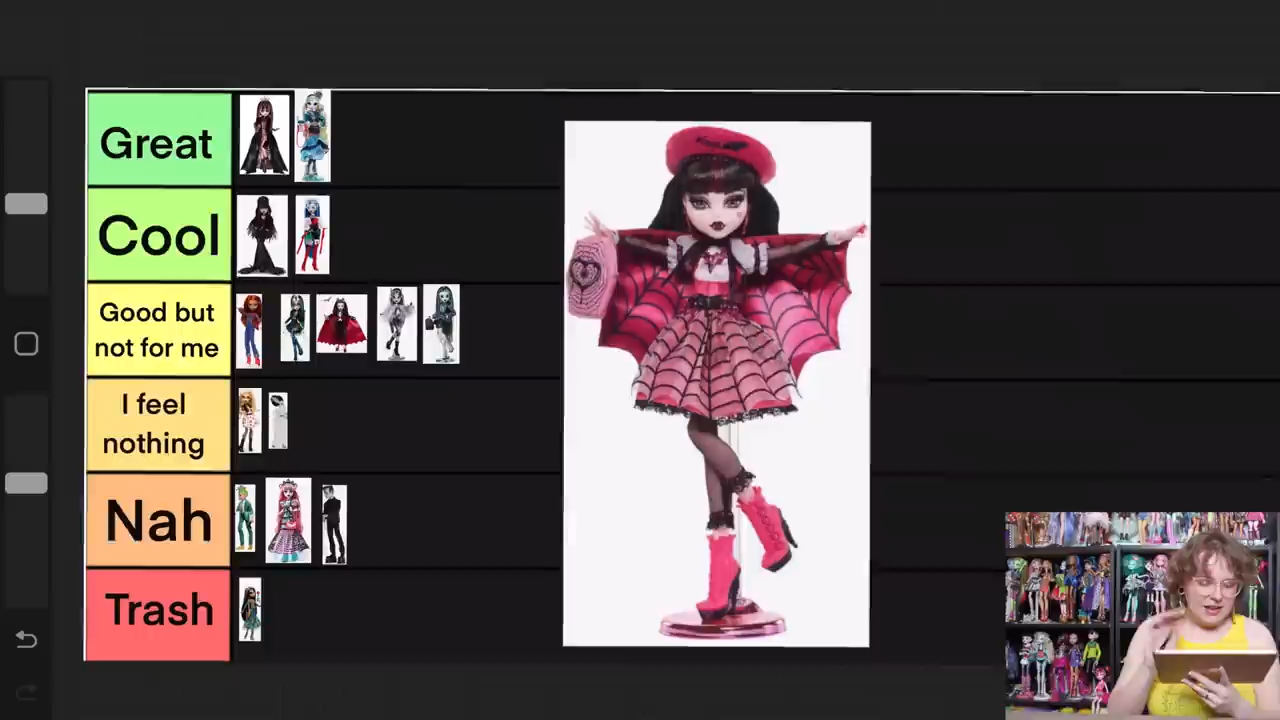 Great
Cool
Good but
not for me
I feel
nothing
Nah
Trash